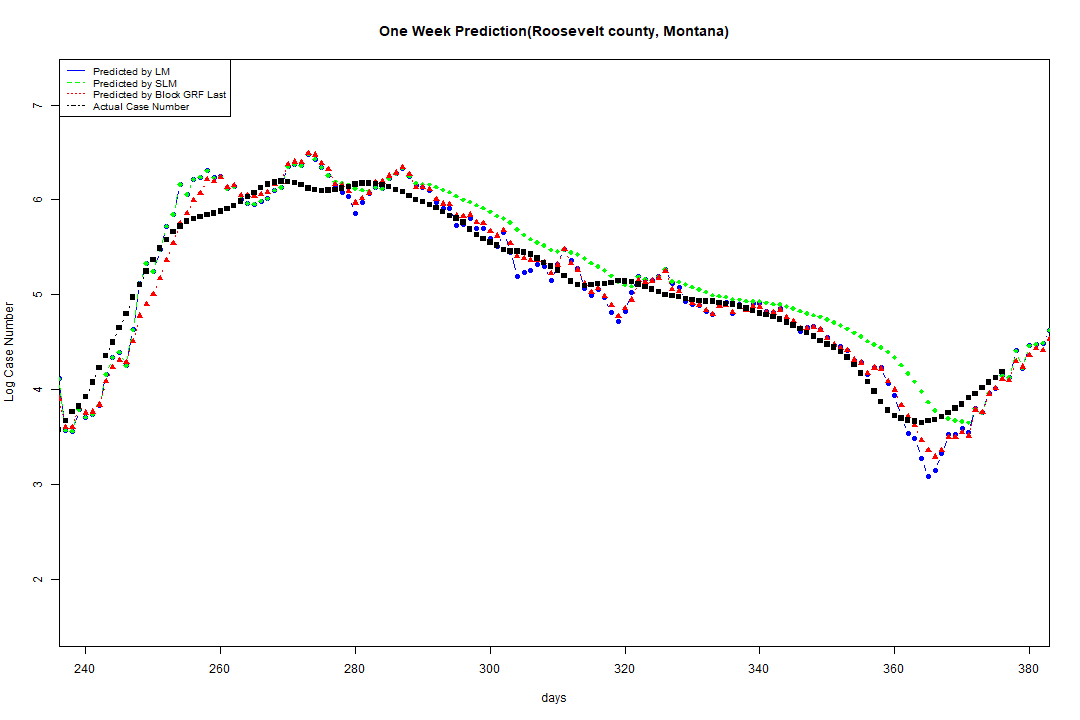 One Week Prediction(Roosevelt county, Montana)
Predicted by LM
Predicted by SLM
Predicted by Block GRF Last
Actual Case Number
7
6
5
4
3
2
Log Case Number
240 260 280 300 320 340 360 380
days